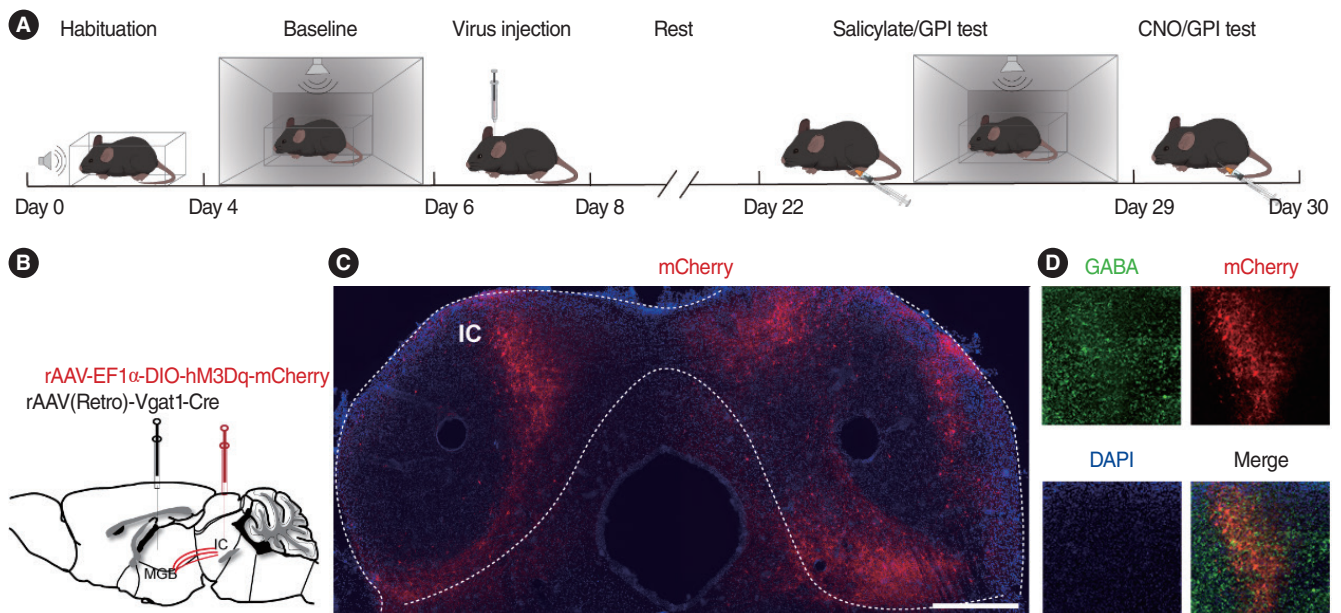 A
Habituation
Baseline
Virus injection
Rest
Salicylate/GPI test
CNO/GPI test
Day 0
Day 4
Day 6
Day 8
Day 22
Day 29
Day 30
B
rAAV-EF1α-DIO-hM3Dq-mCherry
rAAV(Retro)-Vgat1-Cre
IC
MGB
C
mCherry
IC
D
GABA
mCherry
DAPI
Merge